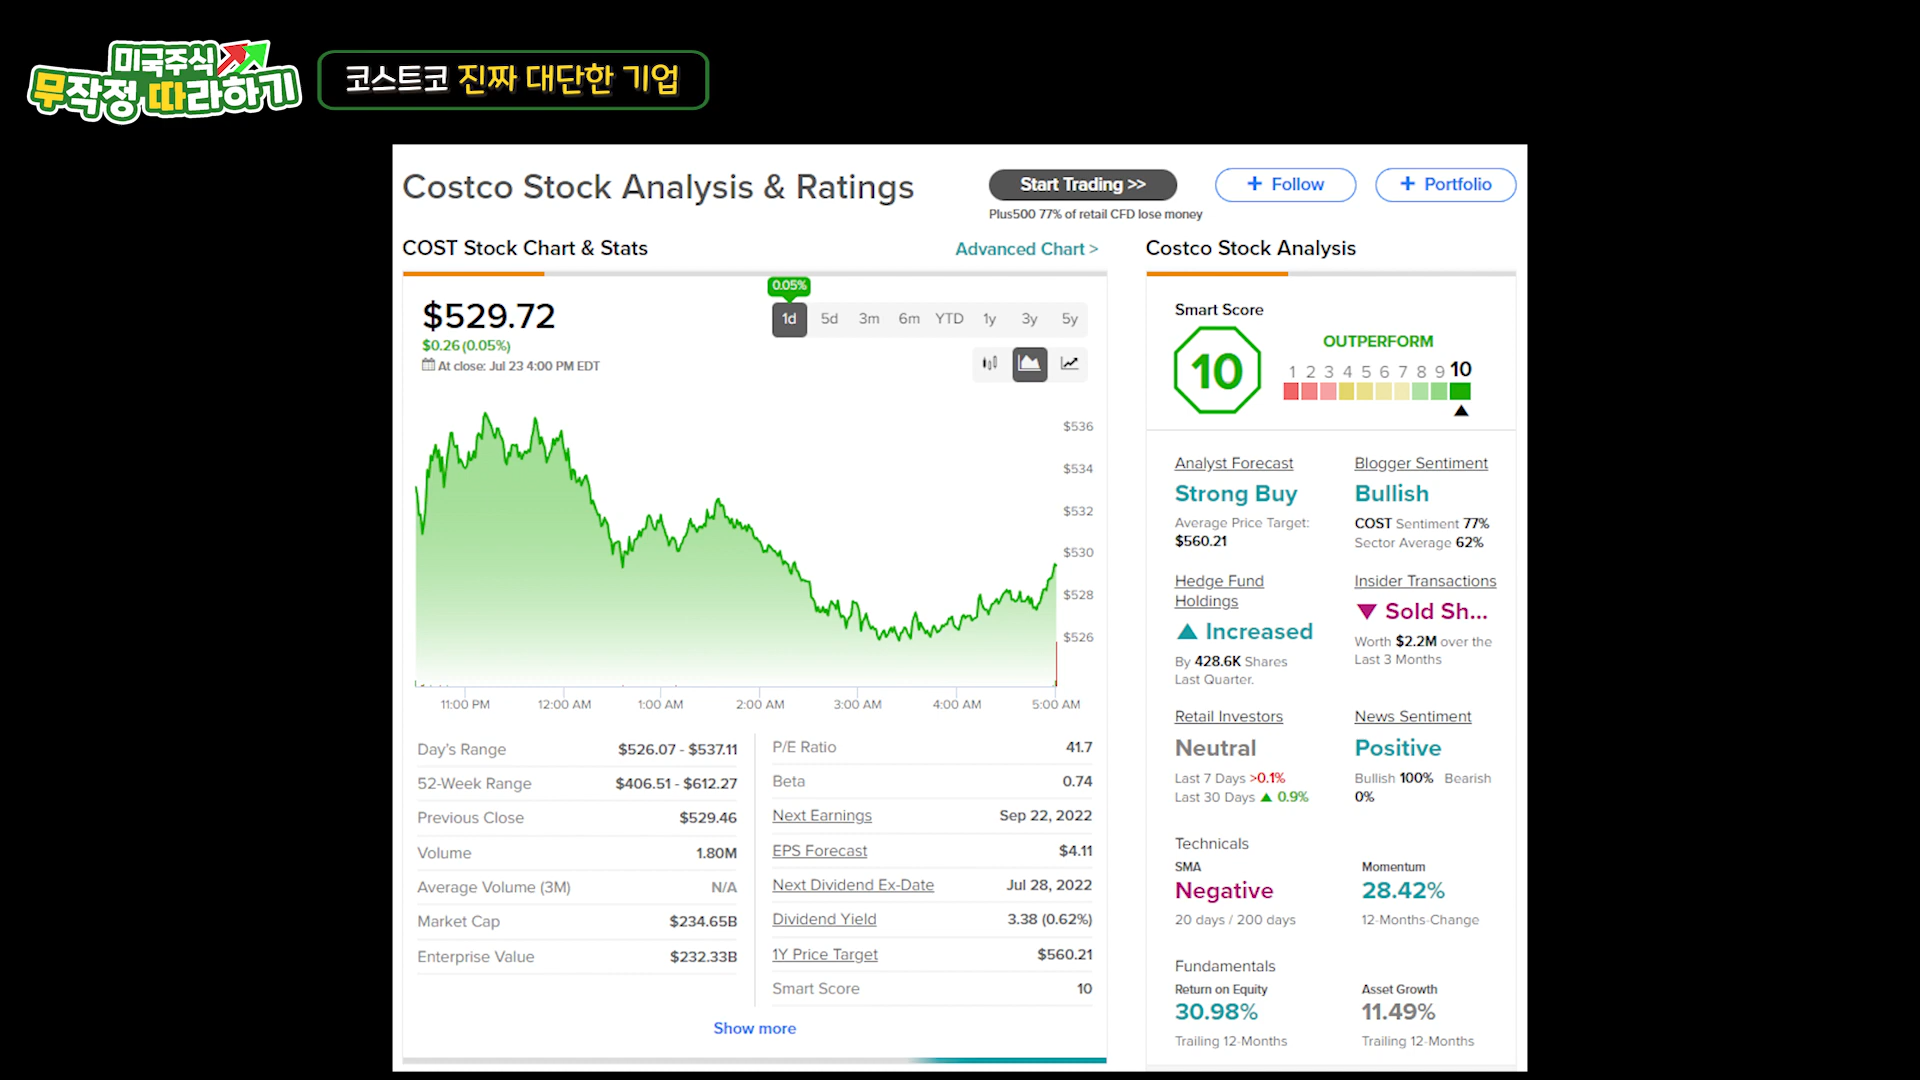 미국주식
무작정 따라하기
코스트코 진짜 대단한 기업
Costco Stock Analysis & Ratings
Start Trading >>
Plus500 77% of retail CFD lose money
+ Follow
+ Portfolio
COST Stock Chart & Stats
Advanced Chart >
$529.72
$0.26 (0.05%)
At close: Jul 23 4:00 PM EDT
0.05%
1d 5d 3m 6m YTD 1y 3y 5y
$536
$534
$532
$530
$528
$526
11:00 PM 12:00 AM 1:00 AM 2:00 AM 3:00 AM 4:00 AM 5:00 AM
Day's Range $526.07 - $537.11
52-Week Range $406.51 - $612.27
Previous Close $529.46
Volume 1.80M
Average Volume (3M) N/A
Market Cap $234.65B
Enterprise Value $232.33B
P/E Ratio 41.7
Beta 0.74
Next Earnings Sep 22, 2022
EPS Forecast $4.11
Next Dividend Ex-Date Jul 28, 2022
Dividend Yield 3.38 (0.62%)
1Y Price Target $560.21
Smart Score 10
Show more
Costco Stock Analysis
Smart Score
10
OUTPERFORM
1 2 3 4 5 6 7 8 9 10
Analyst Forecast
Strong Buy
Average Price Target:
$560.21
Blogger Sentiment
Bullish
COST Sentiment 77%
Sector Average 62%
Hedge Fund
Holdings
▲ Increased
By 428.6K Shares
Last Quarter.
Insider Transactions
▼ Sold Sh...
Worth $2.2M over the
Last 3 Months
Retail Investors
Neutral
Last 7 Days >0.1%
Last 30 Days ▲ 0.9%
News Sentiment
Positive
Bullish 100% Bearish
0%
Technicals
SMA
Negative
20 days / 200 days
Momentum
28.42%
12-Months-Change
Fundamentals
Return on Equity
30.98%
Trailing 12-Months
Asset Growth
11.49%
Trailing 12-Months